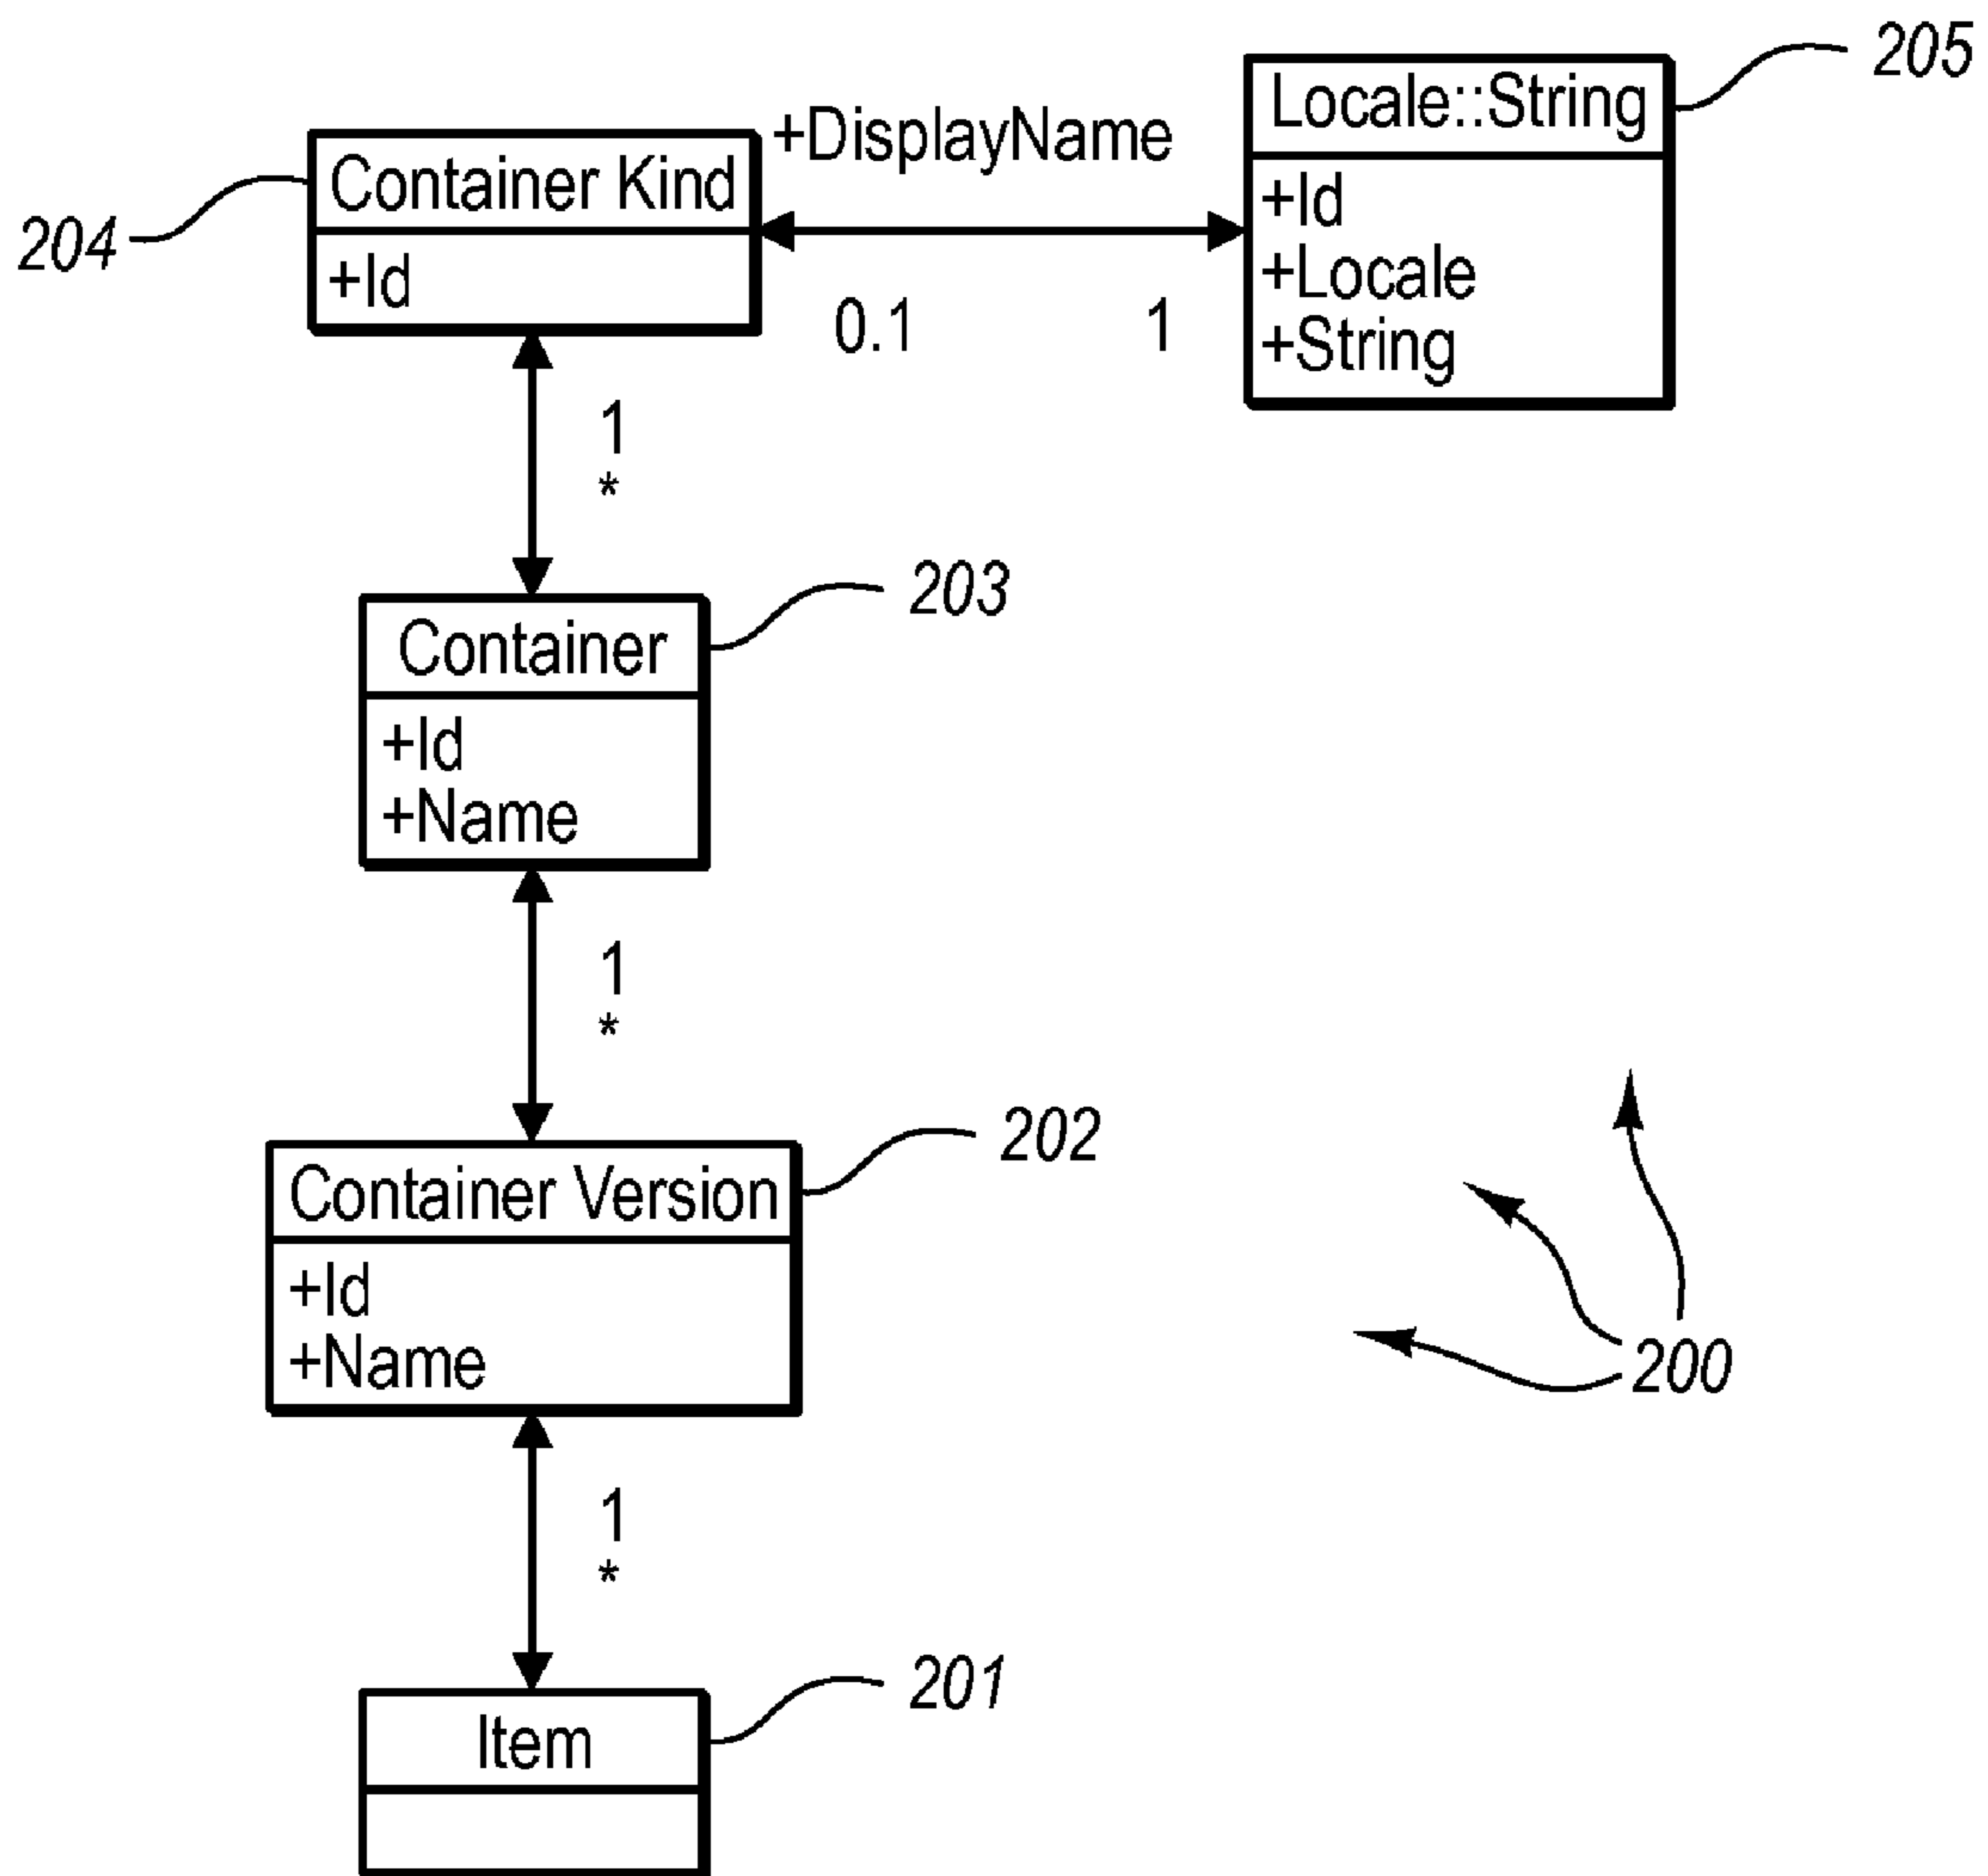 205
Locale::String
+DisplayName
Container Kind
+Id
204
+Id
+Locale
+String
0.1
1
1
*
203
Container
+Id
+Name
1
*
202
Container Version
+Id
+Name
200
1
*
201
Item